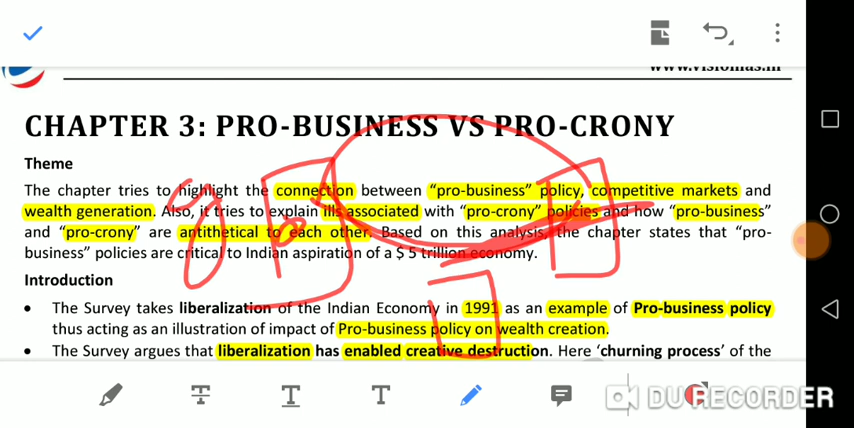 www.visionias.in
CHAPTER 3: PRO-BUSINESS VS PRO-CRONY
Theme
The chapter tries to highlight the connection between “pro-business” policy, competitive markets and
wealth generation. Also, it tries to explain ills associated with “pro-crony” policies and how “pro-business”
and “pro-crony” are antithetical to each other. Based on this analysis, the chapter states that “pro-
business” policies are critical to Indian aspiration of a $ 5 trillion economy.
Introduction
• The Survey takes liberalization of the Indian Economy in 1991 as an example of Pro-business policy
thus acting as an illustration of impact of Pro-business policy on wealth creation.
• The Survey argues that liberalization has enabled creative destruction. Here ‘churning process’ of the
T T T
DU RECORDER